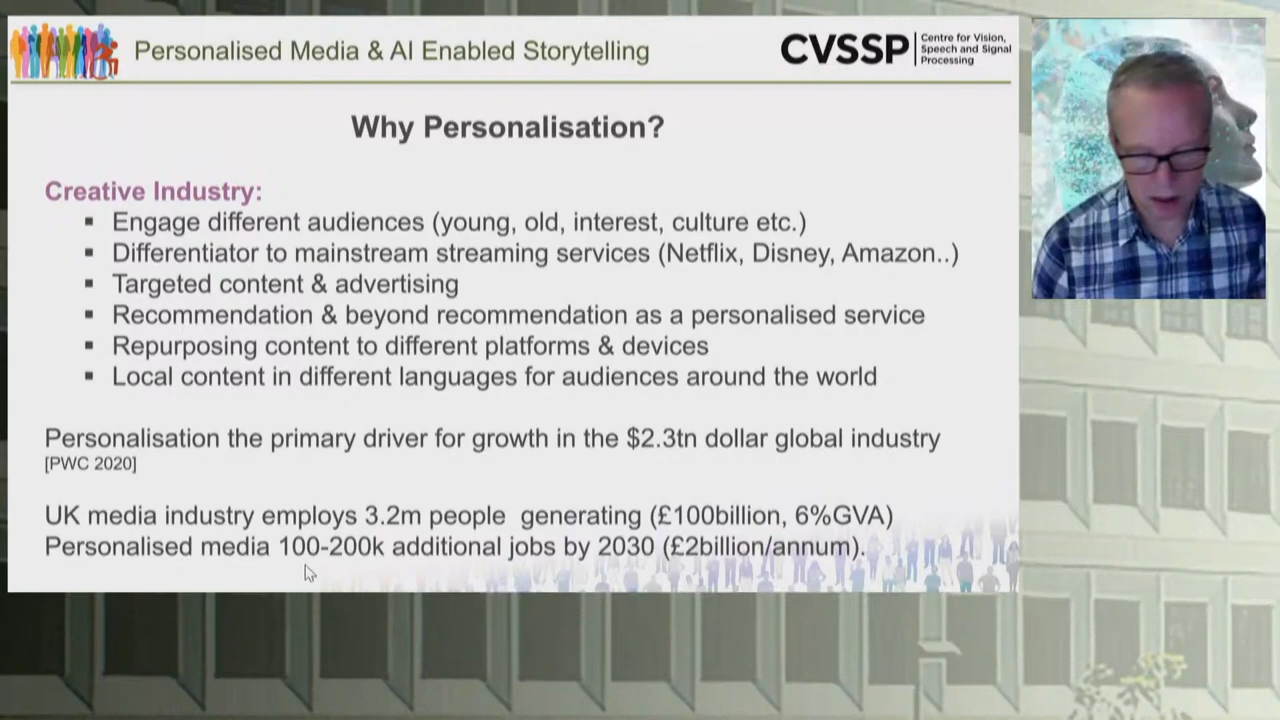 Personalised Media & AI Enabled Storytelling
CVSSP
Centre for Vision,
Speech and Signal
Processing
Why Personalisation?
Creative Industry:
▪ Engage different audiences (young, old, interest, culture etc.)
▪ Differentiator to mainstream streaming services (Netflix, Disney, Amazon..)
▪ Targeted content & advertising
▪ Recommendation & beyond recommendation as a personalised service
▪ Repurposing content to different platforms & devices
▪ Local content in different languages for audiences around the world
Personalisation the primary driver for growth in the $2.3tn dollar global industry
[PWC 2020]
UK media industry employs 3.2m people generating (£100billion, 6%GVA)
Personalised media 100-200k additional jobs by 2030 (£2billion/annum).